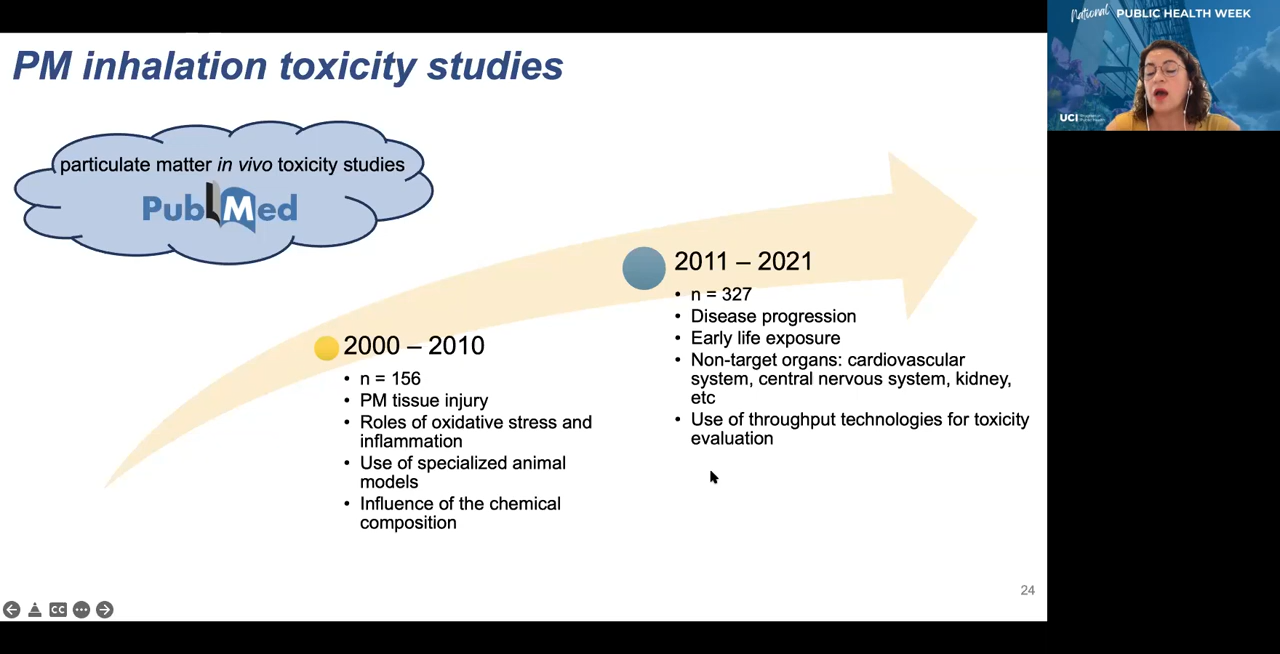 PM inhalation toxicity studies
particulate matter in vivo toxicity studies
PubMed
2000 – 2010
• n = 156
• PM tissue injury
• Roles of oxidative stress and
inflammation
• Use of specialized animal
models
• Influence of the chemical
composition
2011 – 2021
• n = 327
• Disease progression
• Early life exposure
• Non-target organs: cardiovascular
system, central nervous system, kidney,
etc
• Use of throughput technologies for toxicity
evaluation
24
CC
National PUBLIC HEALTH WEEK
UCI